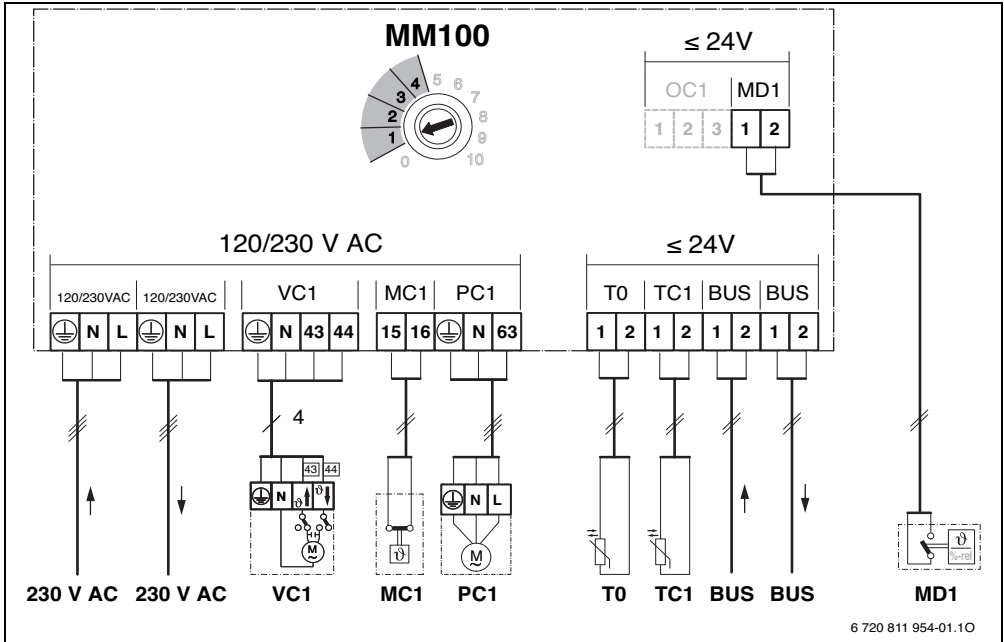 MM100
≤ 24V
OC1 MD1
1 2 3 1 2
0 1 2 3 4 5 6 7 8 9 10
120/230 V AC ≤ 24V
120/230VAC 120/230VAC VC1 MC1 PC1 T0 TC1 BUS BUS
N L N L N 43 44 15 16 N 63 1 2 1 2 1 2 1 2
4
43 44
N ϑ ϑ N L
M ~ ϑ M ~ ϑ %-rel
230 V AC 230 V AC VC1 MC1 PC1 T0 TC1 BUS BUS MD1
6 720 811 954-01.1O